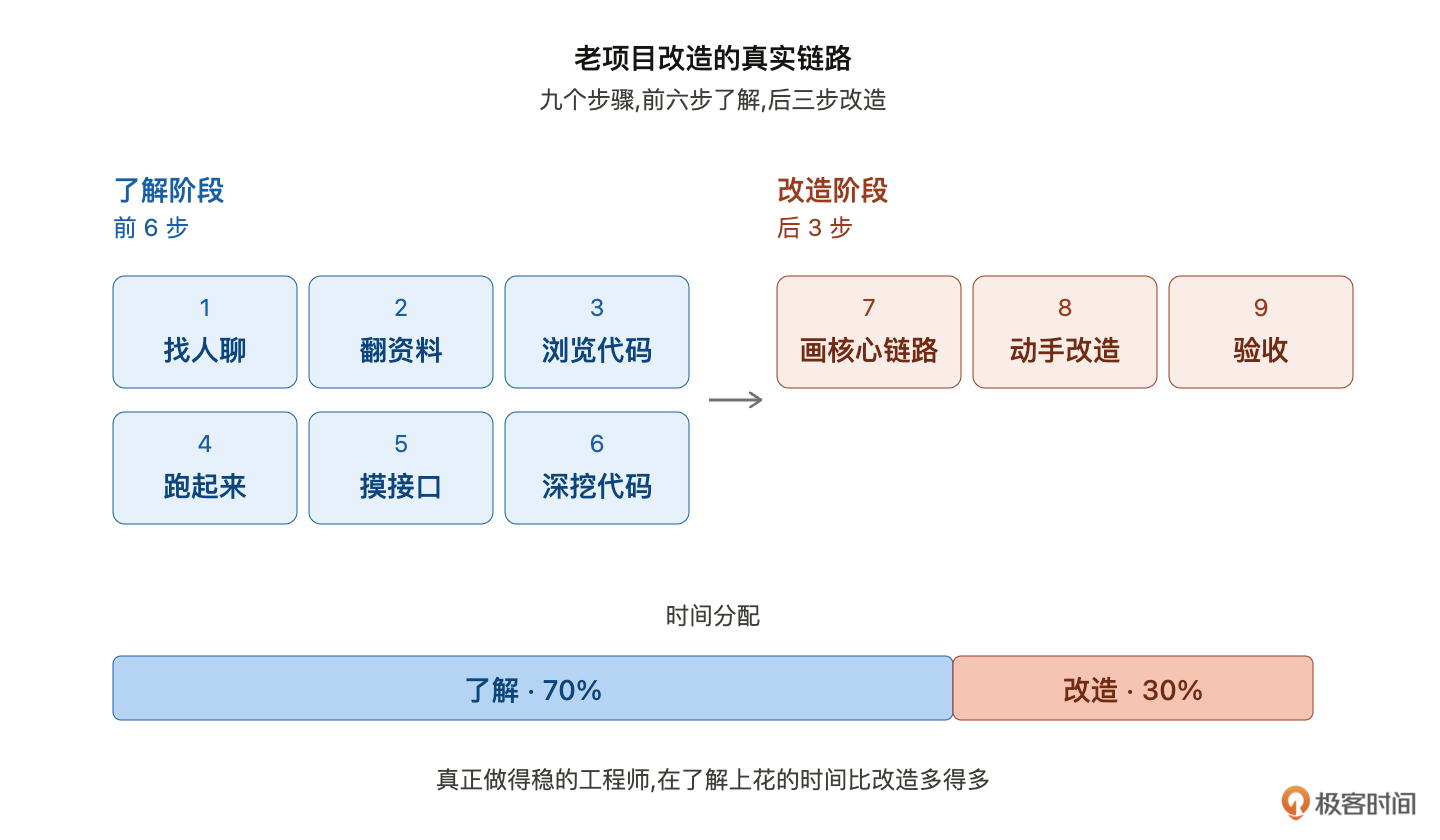 老项目改造的真实链路
九个步骤,前六步了解,后三步改造
了解阶段
前 6 步
1
找人聊
2
翻资料
3
浏览代码
4
跑起来
5
摸接口
6
深挖代码
改造阶段
后 3 步
7
画核心链路
8
动手改造
9
验收
时间分配
了解 · 70%
改造 · 30%
真正做得稳的工程师,在了解上花的时间比改造多得多
极客时间